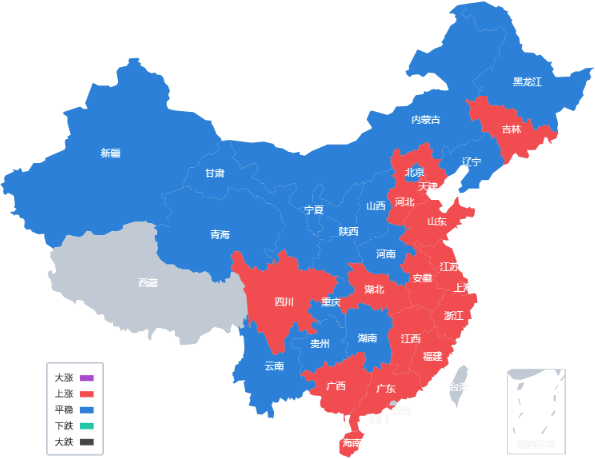 黑龙江
内蒙古
吉林
新疆
辽宁
甘肃
北京
天津
宁夏
山西
河北
山东
青海
陕西
河南
江苏
安徽
西藏
上海
四川
重庆
湖北
浙江
贵州
湖南
江西
福建
云南
广西
广东
台湾
海南
大涨
上涨
平稳
下跌
大跌